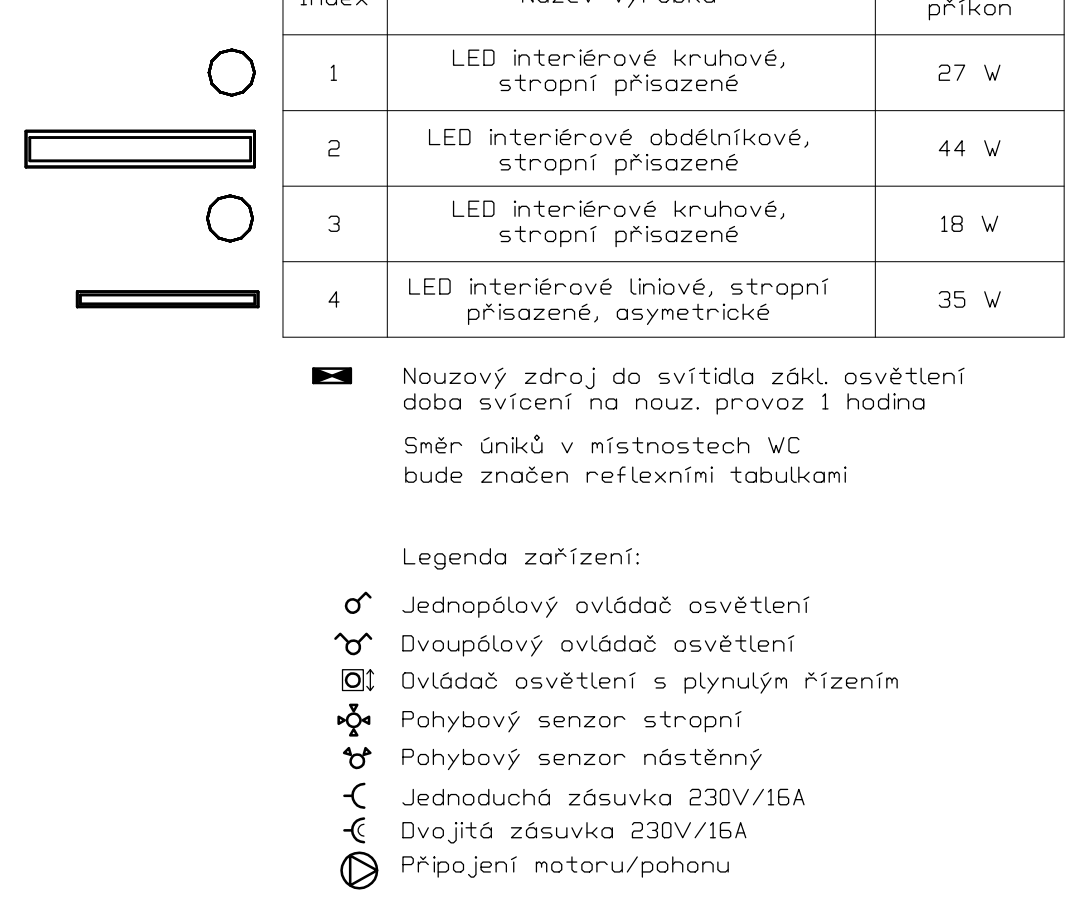 Index Název výrobku
příkon
1 LED interiérové kruhové, 27 W
stropní přisazené
2 LED interiérové obdélníkové, 44 W
stropní přisazené
3 LED interiérové kruhové, 18 W
stropní přisazené
4 LED interiérové liniové, stropní 35 W
přisazené, asymetrické
Nouzový zdroj do svítidla zákl. osvětlení
doba svícení na nouz. provoz 1 hodina
Směr úniků v místnostech WC
bude značen reflexními tabulkami
Legenda zařízení:
Jednopólový ovládač osvětlení
Dvoupólový ovládač osvětlení
Ovládač osvětlení s plynulým řízením
Pohybový senzor stropní
Pohybový senzor nástěnný
Jednoduchá zásuvka 230V/16A
Dvojitá zásuvka 230V/16A
Připojení motoru/pohonu